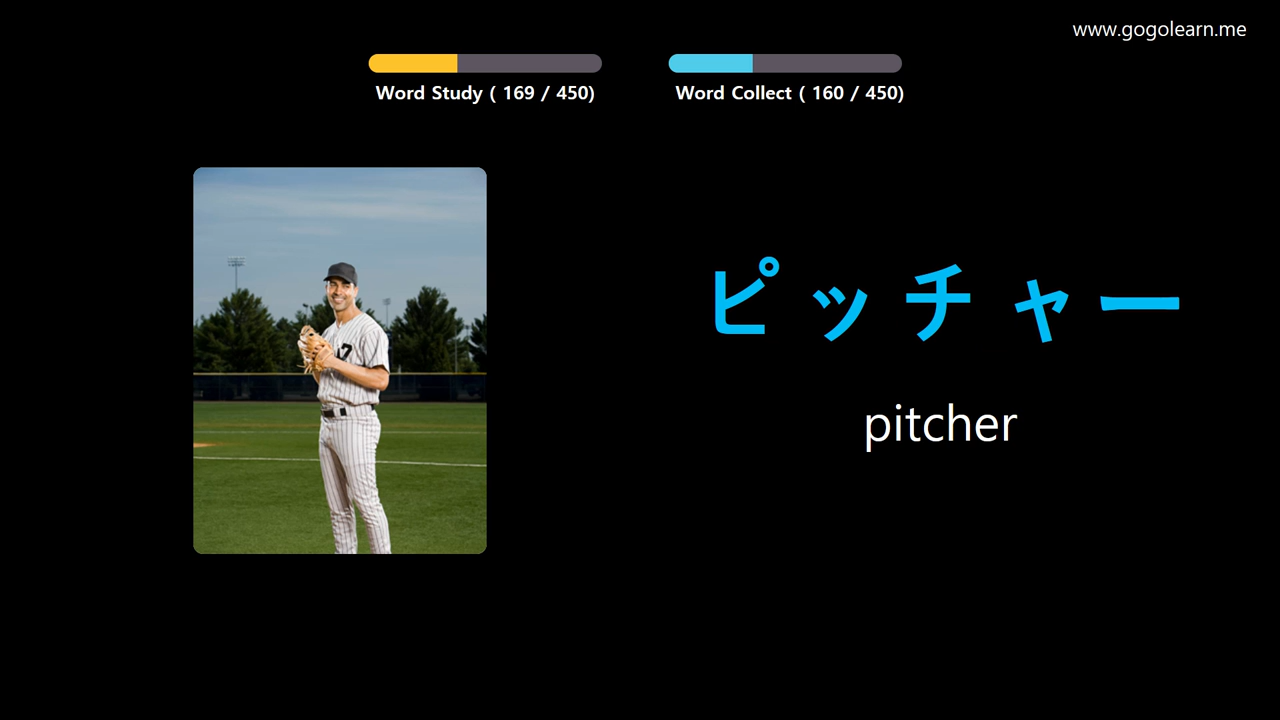 www.gogolearn.me
Word Study ( 169 / 450)
Word Collect ( 160 / 450)
ピッチャー
pitcher